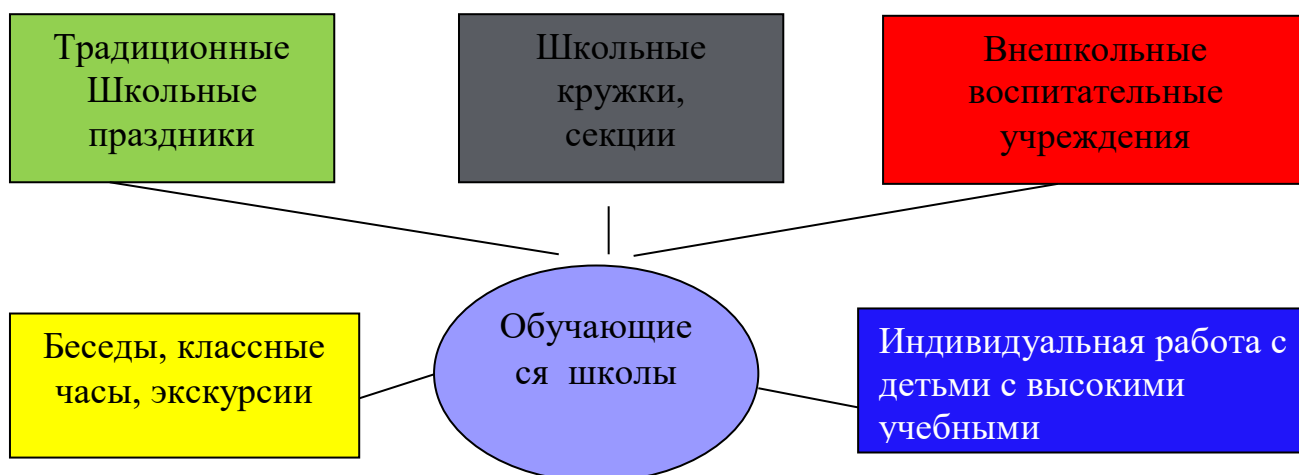 Традиционные
Школьные
праздники
Школьные
кружки,
секции
Внешкольные
воспитательные
учреждения
Беседы, классные
часы, экскурсии
Обучающие
ся школы
Индивидуальная работа с
детьми с высокими
учебными